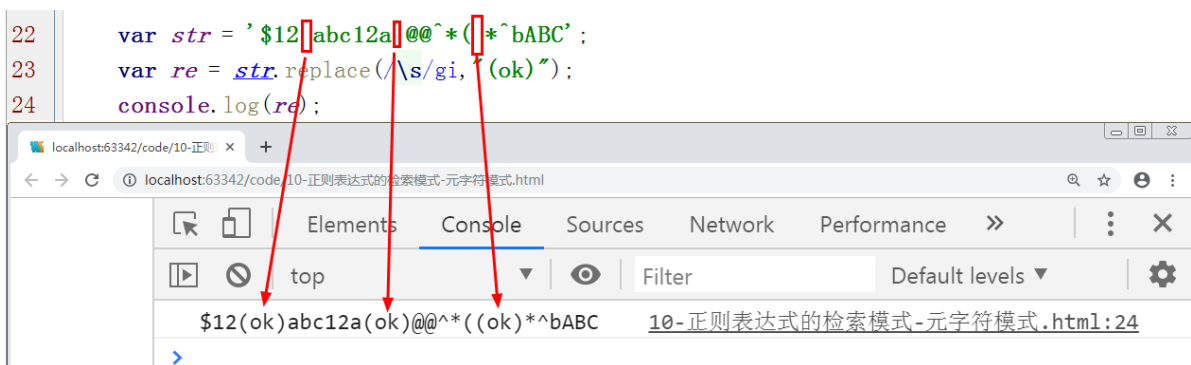 22 var str = '$12 abc12a @@^*( *^bABC';
23 var re = str.replace(/\s/gi,"(ok)");
24 console.log(re);
localhost:63342/code/10-正则
localhost:63342/code/10-正则表达式的检索模式-元字符模式.html
Elements Console Sources Network Performance »
top Filter Default levels ▼
$12(ok)abc12a(ok)@@^*((ok)*^bABC 10-正则表达式的检索模式-元字符模式.html:24